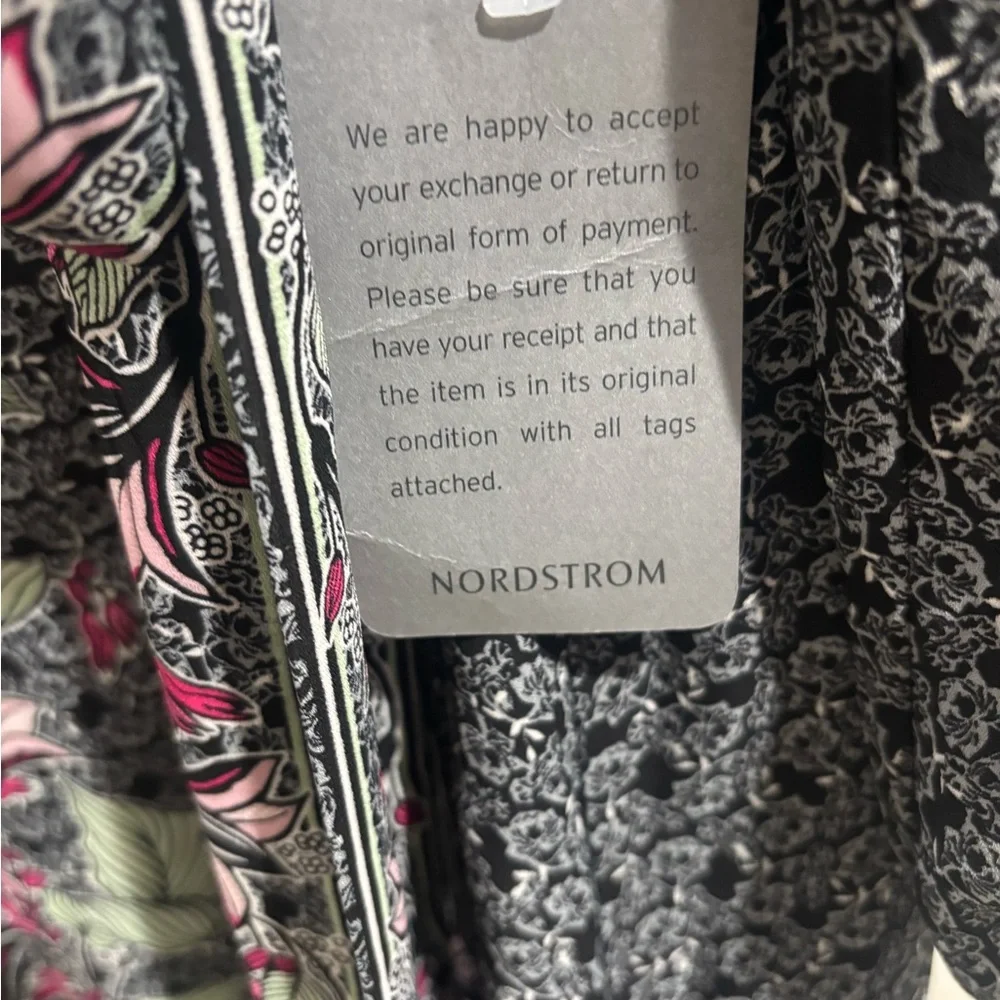 We are happy to accept
your exchange or return to
original form of payment.
Please be sure that you
have your receipt and that
the item is in its original
condition with all tags
attached.
NORDSTROM